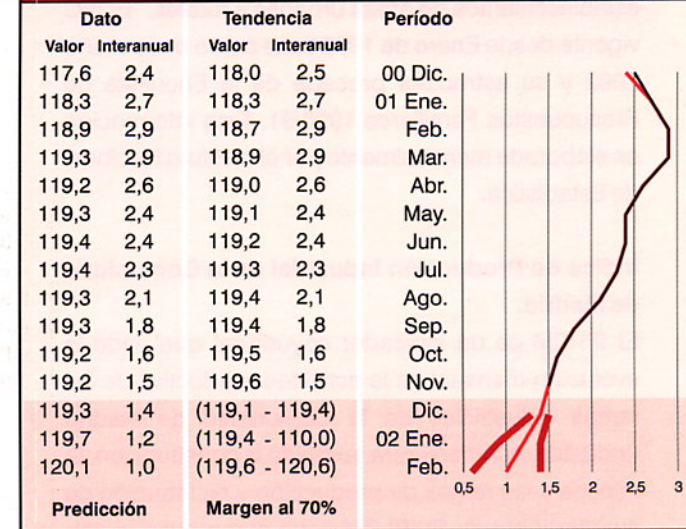 Dato Tendencia Período
Valor Interanual Valor Interanual
117,6 2,4 118,0 2,5 00 Dic.
118,3 2,7 118,3 2,7 01 Ene.
118,9 2,9 118,7 2,9 Feb.
119,3 2,9 118,9 2,9 Mar.
119,2 2,6 119,0 2,6 Abr.
119,3 2,4 119,1 2,4 May.
119,4 2,4 119,2 2,4 Jun.
119,4 2,3 119,3 2,3 Jul.
119,3 2,1 119,4 2,1 Ago.
119,3 1,8 119,4 1,8 Sep.
119,2 1,6 119,5 1,6 Oct.
119,2 1,5 119,6 1,5 Nov.
119,3 1,4 (119,1 - 119,4) Dic.
119,7 1,2 (119,4 - 110,0) 02 Ene.
120,1 1,0 (119,6 - 120,6) Feb.
0,5 1 1,5 2 2,5 3
Predicción Margen al 70%